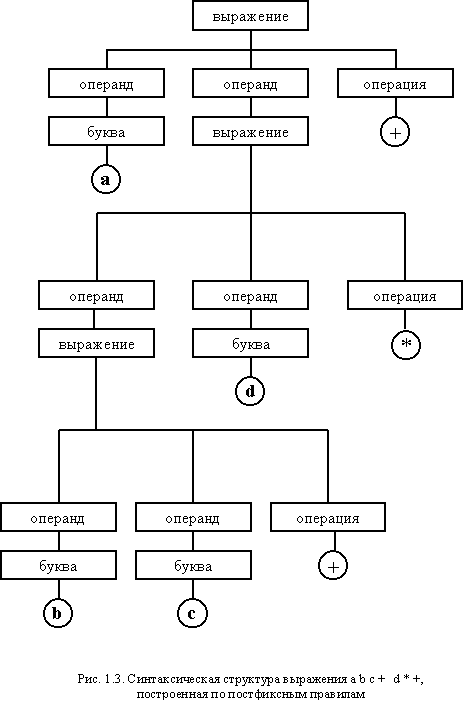 выражение
операнд операнд операция
буква выражение +
a
операнд операнд операция
выражение буква *
d
операнд операнд операция
буква буква +
b c
Рис. 1.3. Синтаксическая структура выражения a b c + d * +,
построенная по постфиксным правилам